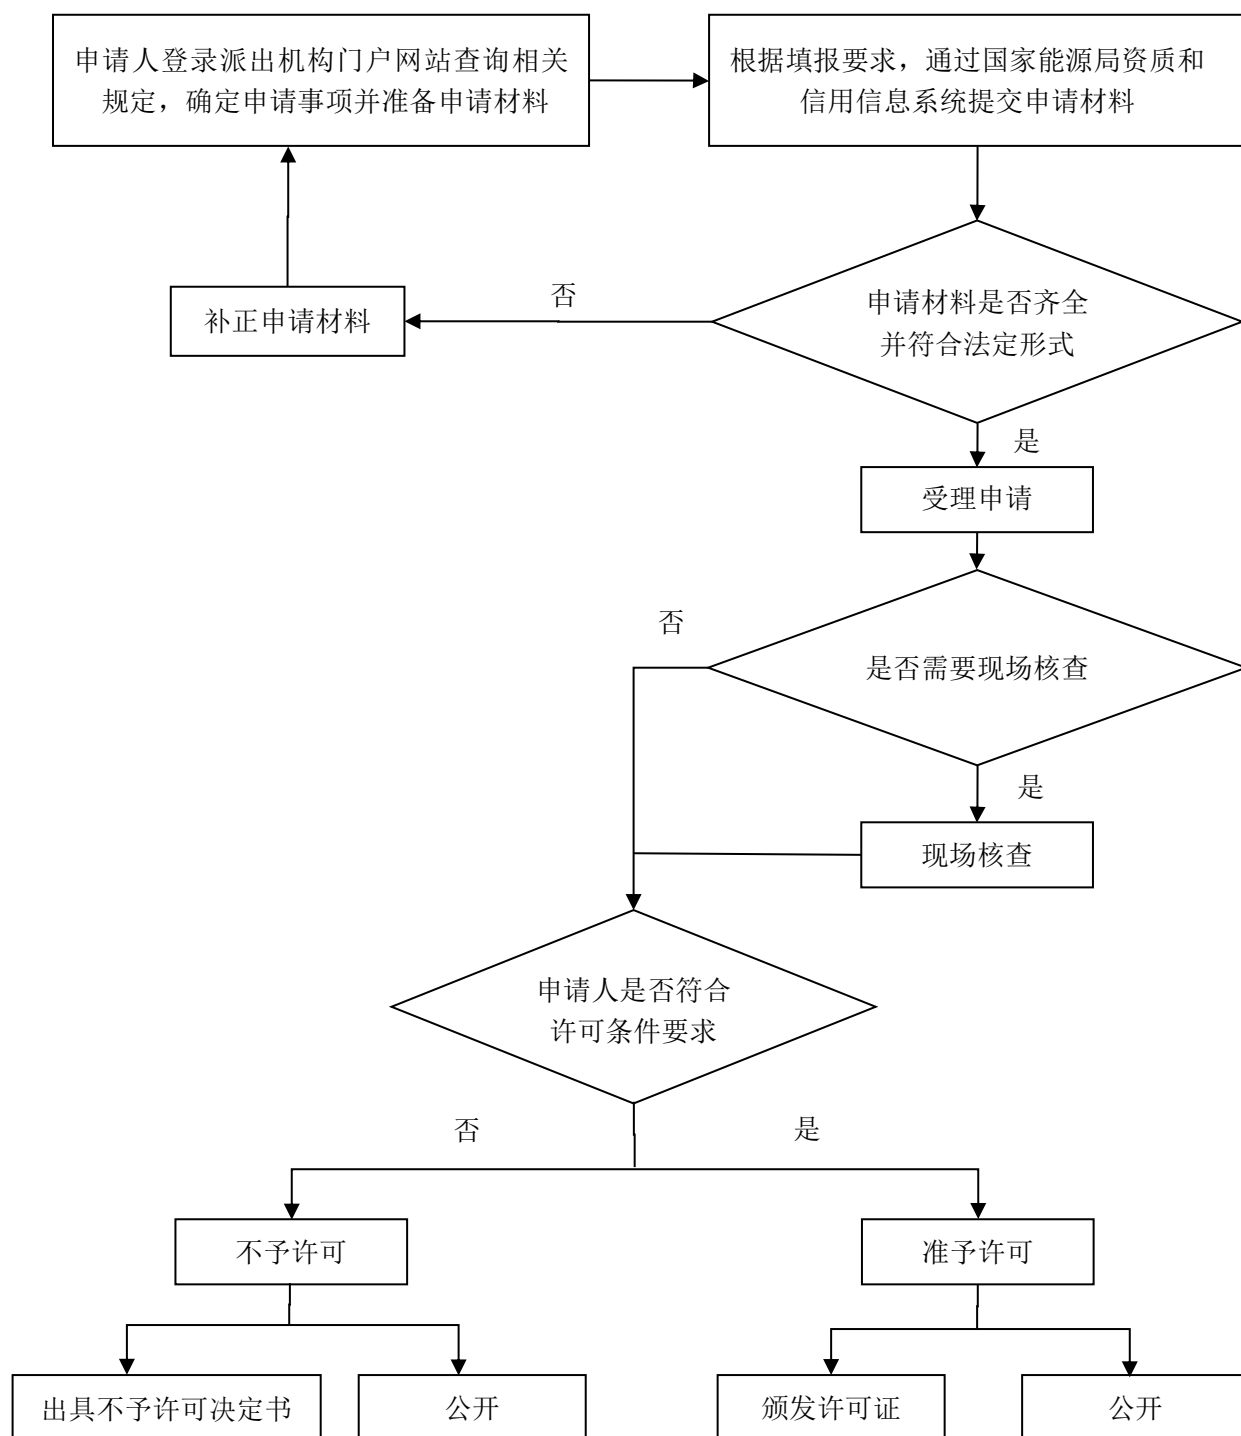 申请人登录派出机构门户网站查询相关
规定，确定申请事项并准备申请材料
根据填报要求，通过国家能源局资质和
信用信息系统提交申请材料
申请材料是否齐全
并符合法定形式
否
补正申请材料
是
受理申请
是否需要现场核查
否
是
现场核查
申请人是否符合
许可条件要求
否
是
不予许可
准予许可
出具不予许可决定书
公开
颁发许可证
公开